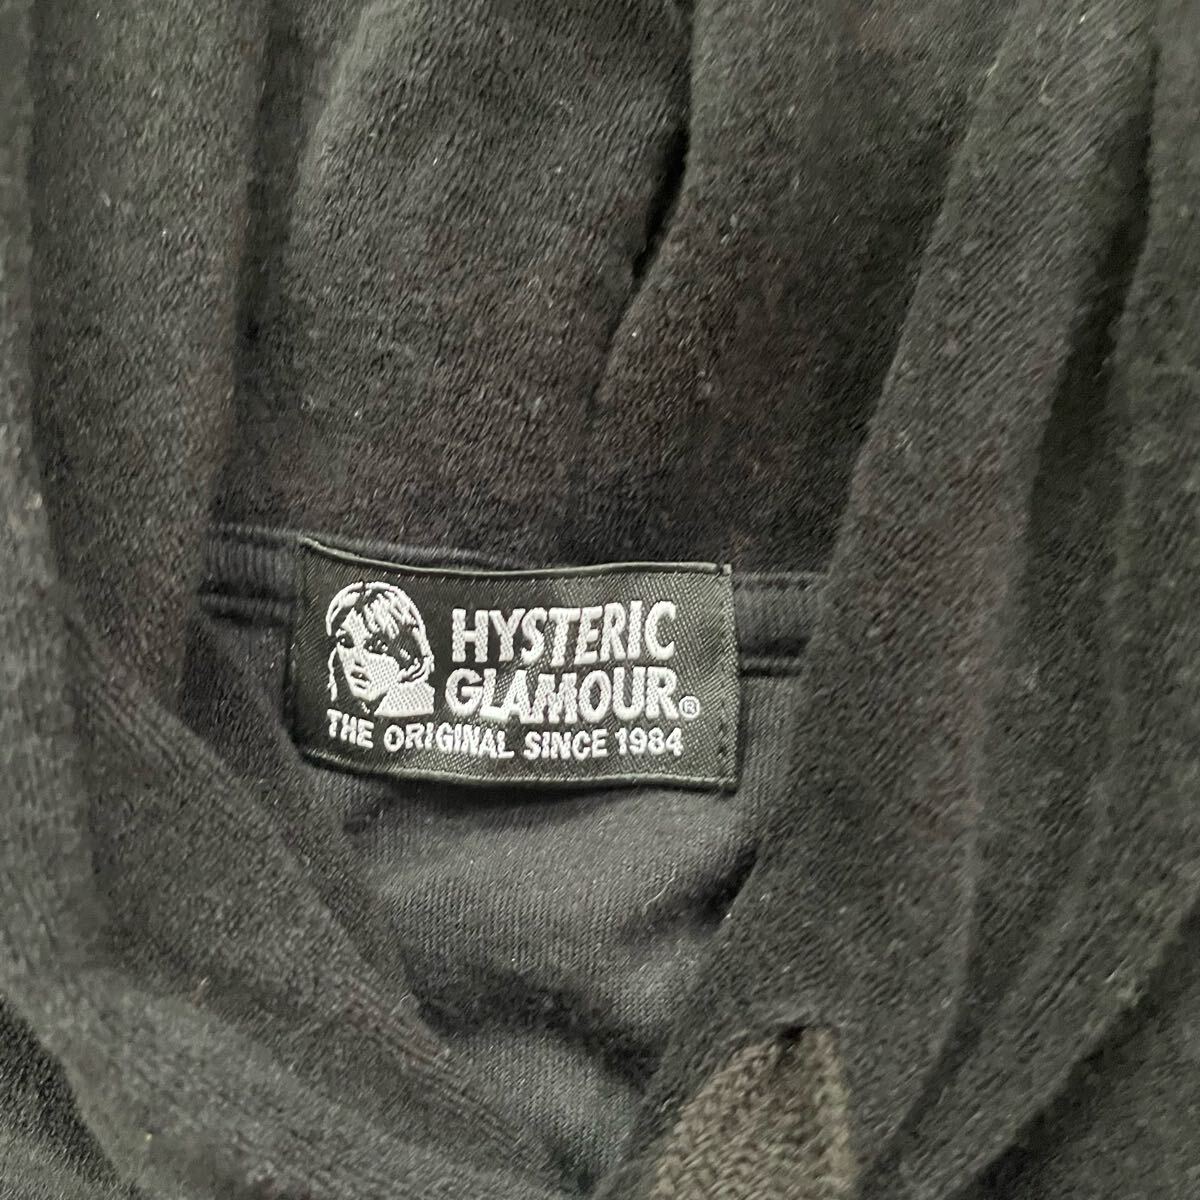 HYSTERIC
GLAMOUR®
THE ORIGINAL SINCE 1984